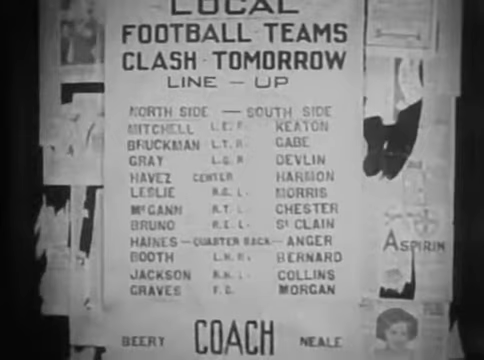 LOCAL
FOOTBALL TEAMS
CLASH TOMORROW
LINE - UP
NORTH SIDE — SOUTH SIDE
MITCHELL L.E.R. KEATON
BRUCKMAN L.T.R. GABE
GRAY L.G.R. DEVLIN
HAVEZ CENTER HARMON
LESLIE R.G.L. MORRIS
McGANN R.T.L. CHESTER
BRUNO R.E.L. St CLAIN
HAINES — QUARTER BACK — ANGER
BOOTH L.H.R. BERNARD
JACKSON R.H.L. COLLINS
GRAVES MORGAN
BEERY COACH NEALE
ASPIRIN